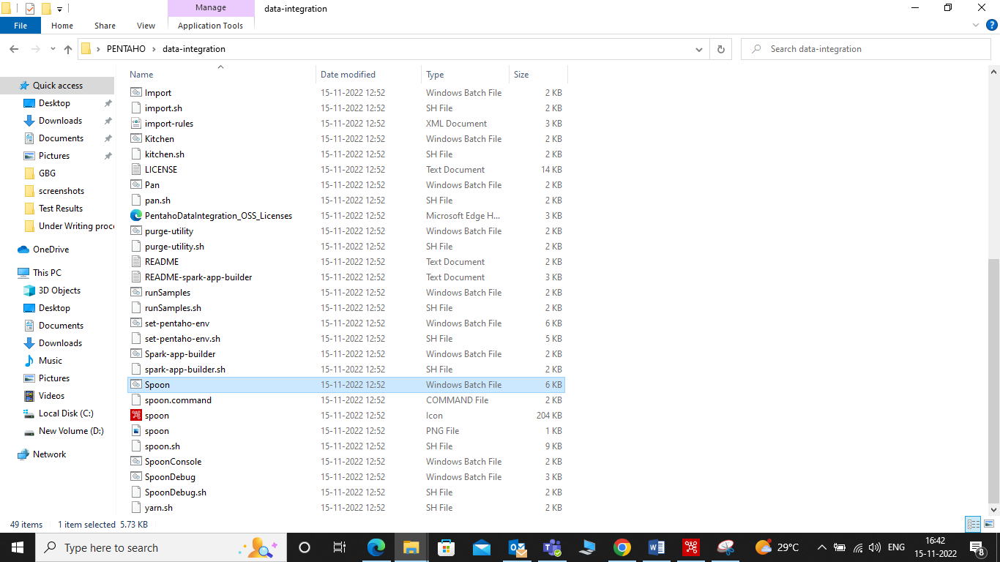 Manage
data-integration
File
Home
Share
View
Application Tools
PENTAHO > data-integration
Search data-integration
Quick access
Desktop
Downloads
Documents
Pictures
GBG
screenshots
Test Results
Under Writing proc
OneDrive
This PC
3D Objects
Desktop
Documents
Downloads
Music
Pictures
Videos
Local Disk (C:)
New Volume (D:)
Network
Name Date modified Type Size
Import 15-11-2022 12:52 Windows Batch File 2 KB
import.sh 15-11-2022 12:52 SH File 2 KB
import-rules 15-11-2022 12:52 XML Document 3 KB
Kitchen 15-11-2022 12:52 Windows Batch File 2 KB
kitchen.sh 15-11-2022 12:52 SH File 2 KB
LICENSE 15-11-2022 12:52 Text Document 14 KB
Pan 15-11-2022 12:52 Windows Batch File 2 KB
pan.sh 15-11-2022 12:52 SH File 2 KB
PentahoDataIntegration_OSS_Licenses 15-11-2022 12:52 Microsoft Edge H... 3 KB
purge-utility 15-11-2022 12:52 Windows Batch File 2 KB
purge-utility.sh 15-11-2022 12:52 SH File 2 KB
README 15-11-2022 12:52 Text Document 2 KB
README-spark-app-builder 15-11-2022 12:52 Text Document 3 KB
runSamples 15-11-2022 12:52 Windows Batch File 2 KB
runSamples.sh 15-11-2022 12:52 SH File 2 KB
set-pentaho-env 15-11-2022 12:52 Windows Batch File 6 KB
set-pentaho-env.sh 15-11-2022 12:52 SH File 5 KB
Spark-app-builder 15-11-2022 12:52 Windows Batch File 2 KB
spark-app-builder.sh 15-11-2022 12:52 SH File 2 KB
Spoon 15-11-2022 12:52 Windows Batch File 6 KB
spoon.command 15-11-2022 12:52 COMMAND File 2 KB
spoon 15-11-2022 12:52 Icon 204 KB
spoon 15-11-2022 12:52 PNG File 1 KB
spoon.sh 15-11-2022 12:52 SH File 9 KB
SpoonConsole 15-11-2022 12:52 Windows Batch File 2 KB
SpoonDebug 15-11-2022 12:52 Windows Batch File 3 KB
SpoonDebug.sh 15-11-2022 12:52 SH File 2 KB
yarn.sh 15-11-2022 12:52 SH File 2 KB
49 items 1 item selected 5.73 KB
Type here to search
29°C
ENG
16:42
15-11-2022
8